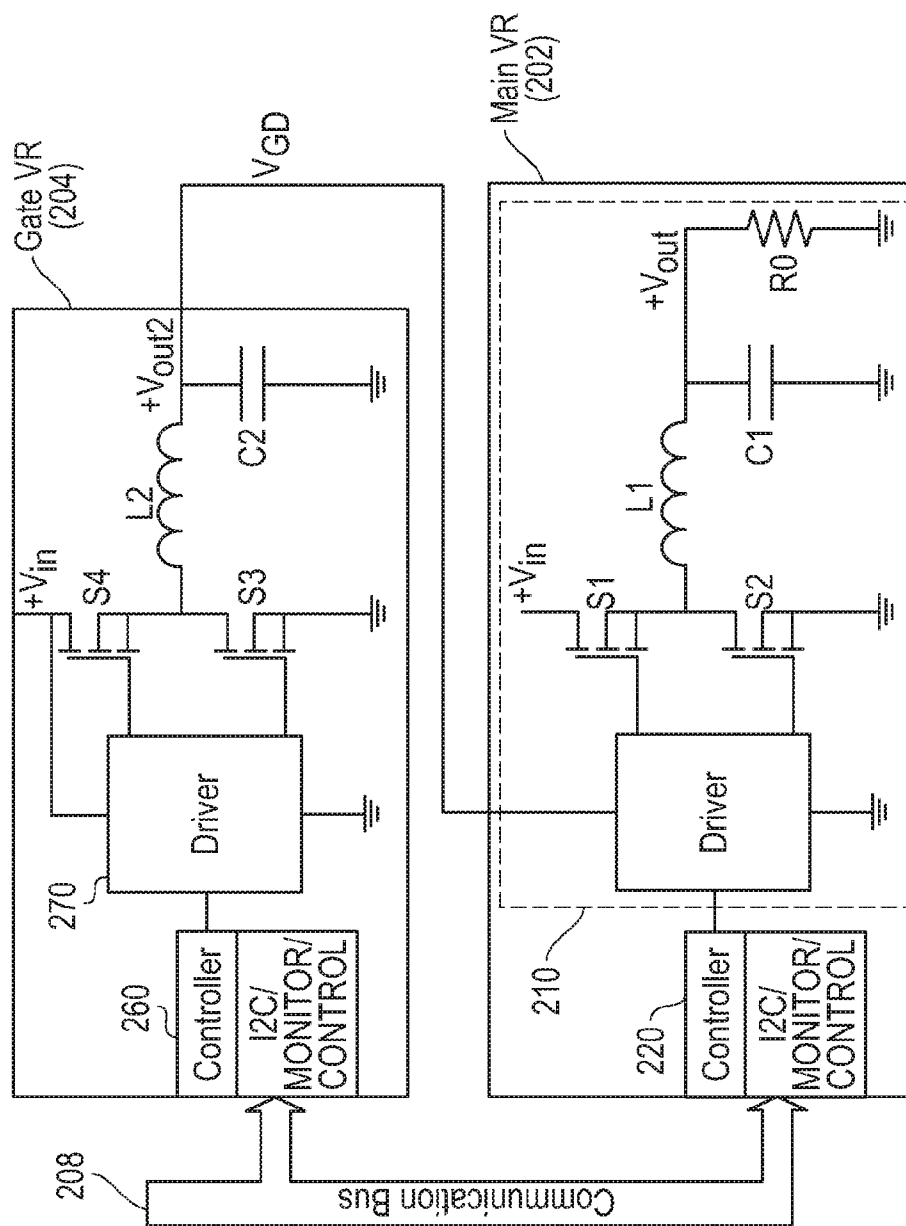 Gate VR
(204)
VGD
+Vin
S4
L2
+Vout2
S3
C2
Driver
270
260
Controller
I2C/
MONITOR/
CONTROL
208
Communication Bus
Main VR
(202)
+Vin
S1
L1
+Vout
S2
C1
R0
Driver
210
220
Controller
I2C/
MONITOR/
CONTROL